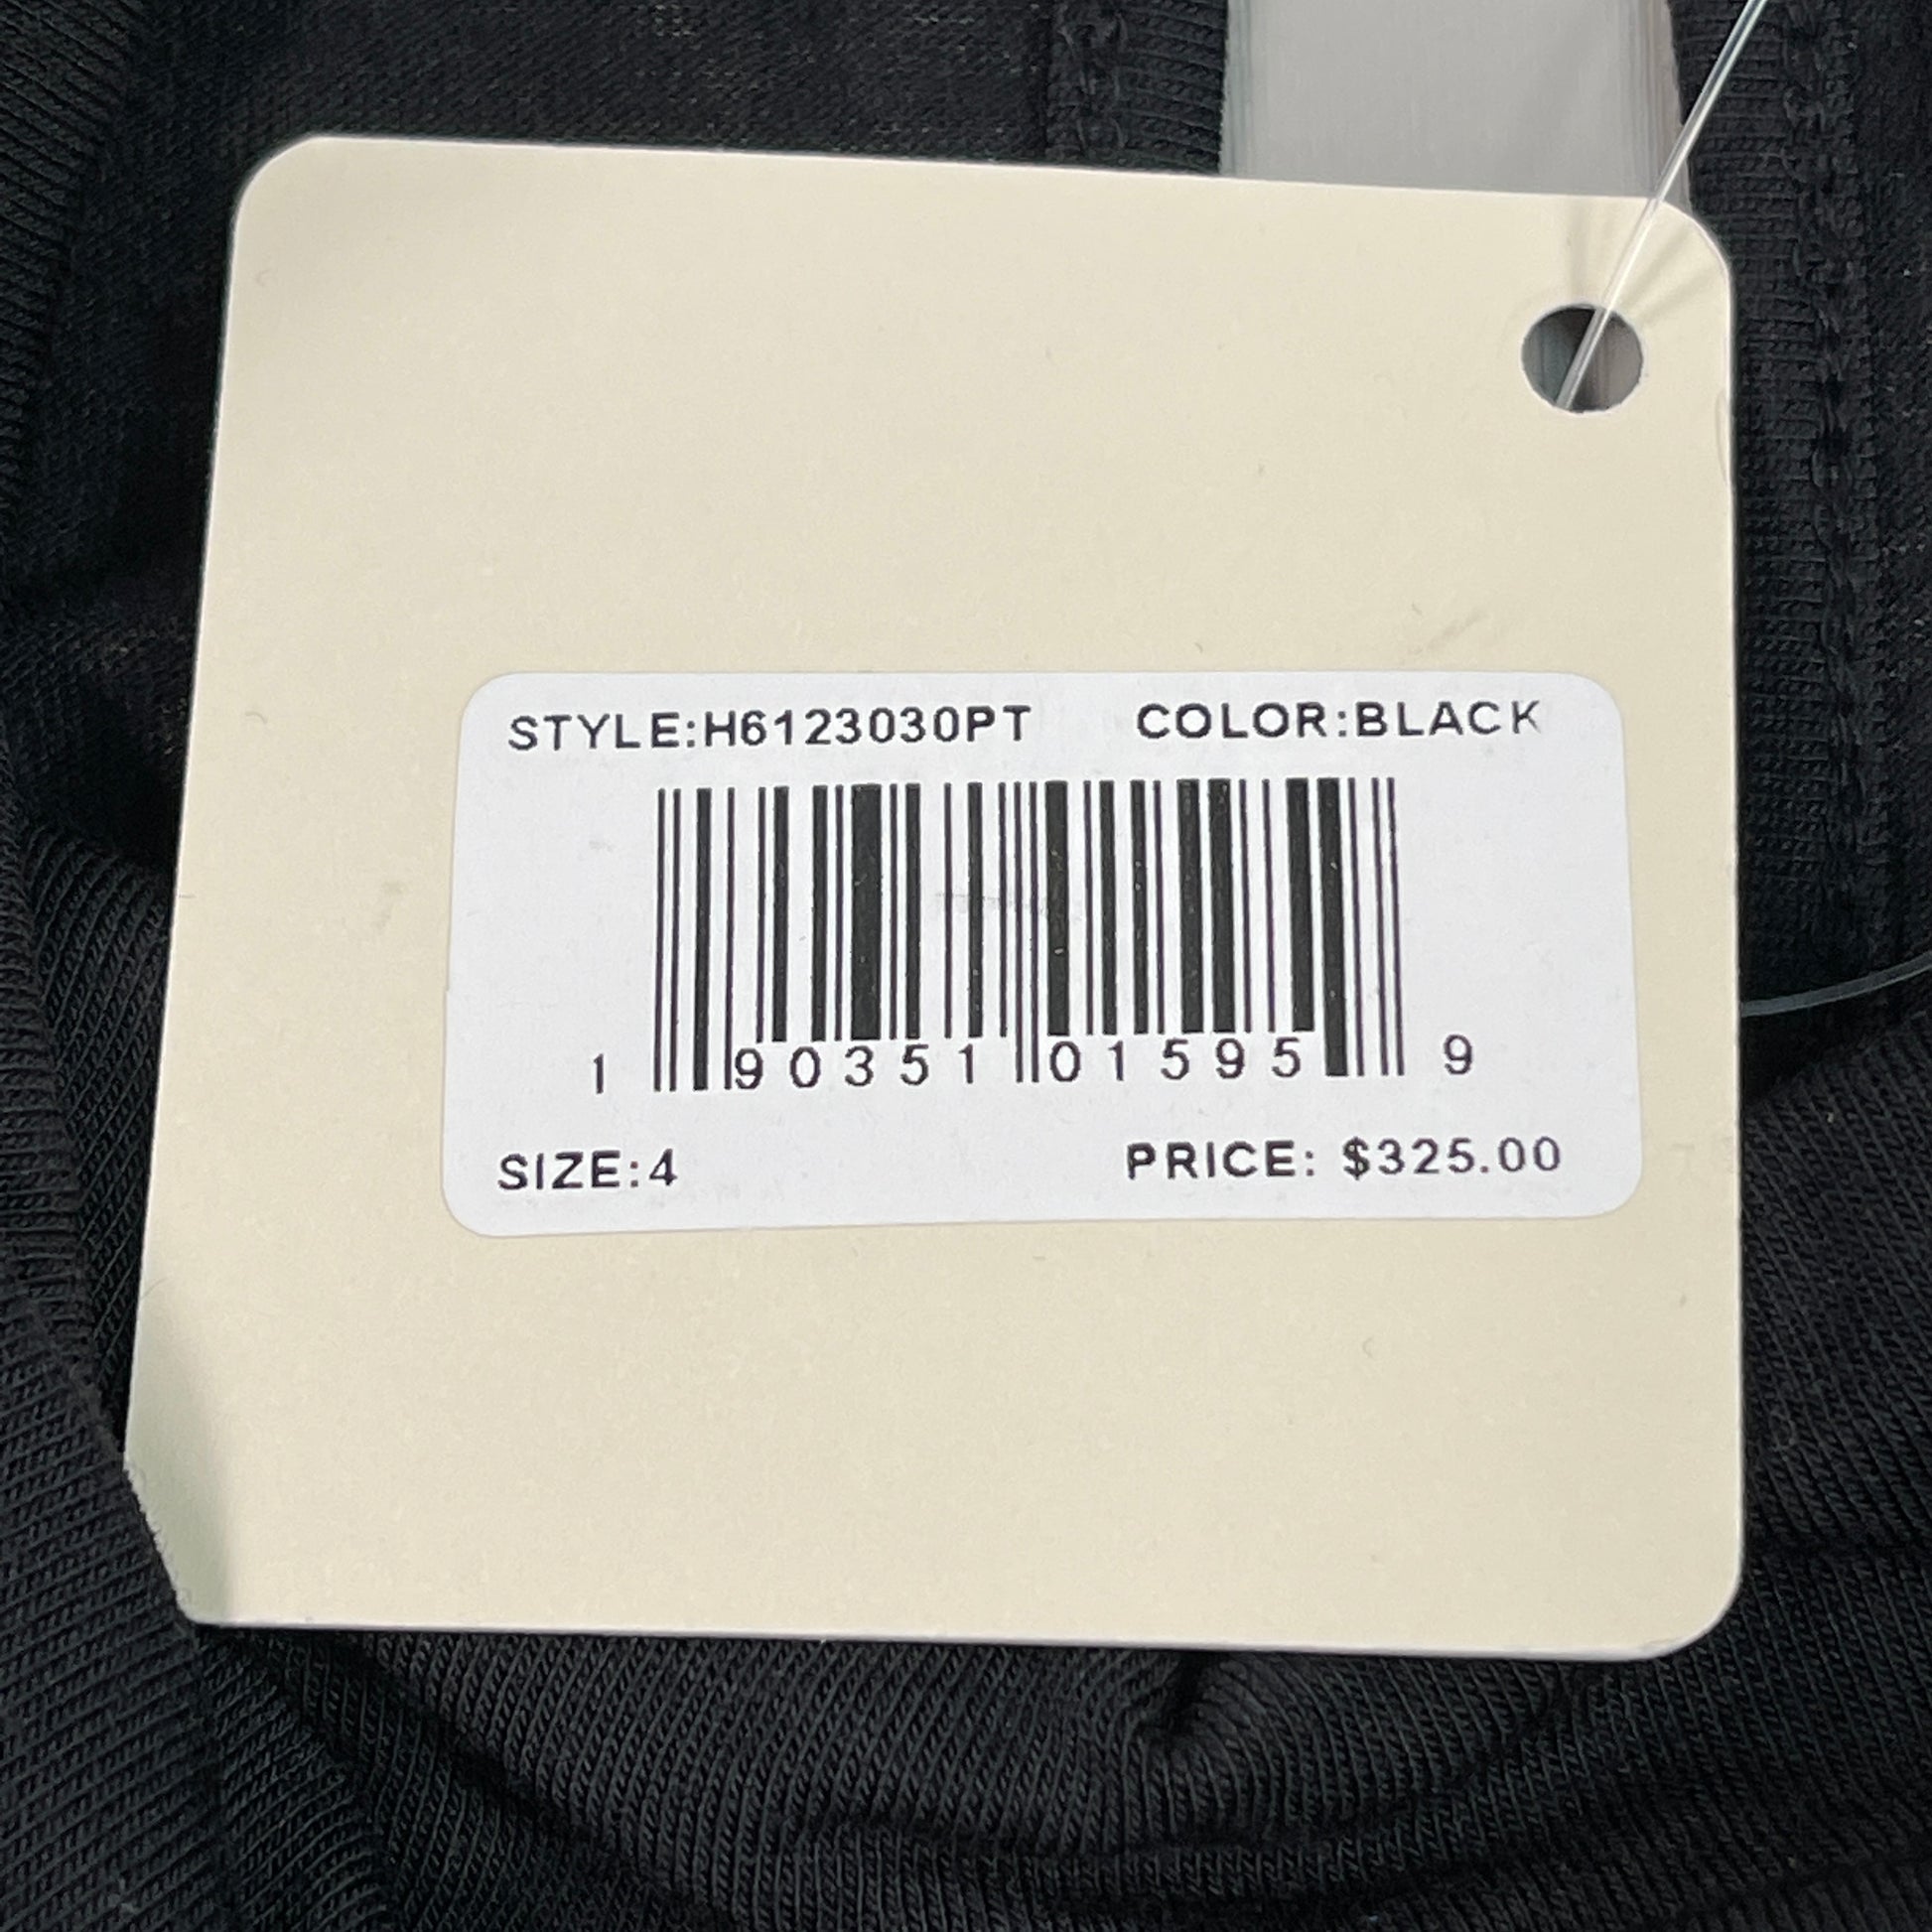 STYLE:H6123030PT COLOR:BLACK
1 90351 01595 9
SIZE:4 PRICE: $325.00